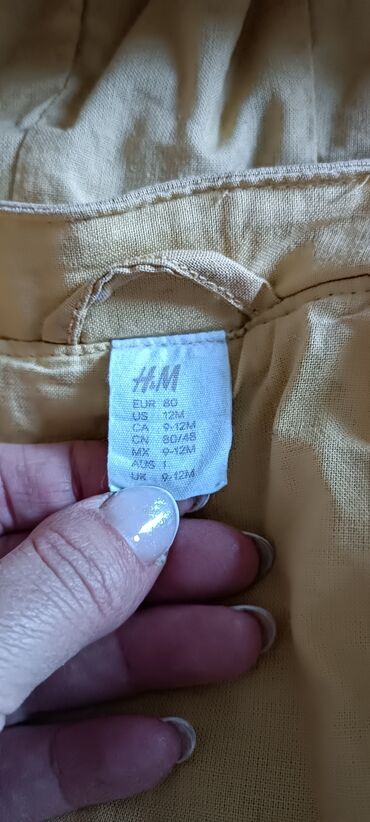 H&M
EUR 80
US 12M
CA 9-12M
CN 80/48
MX 9-12M
AUS 1
UK 9-12M